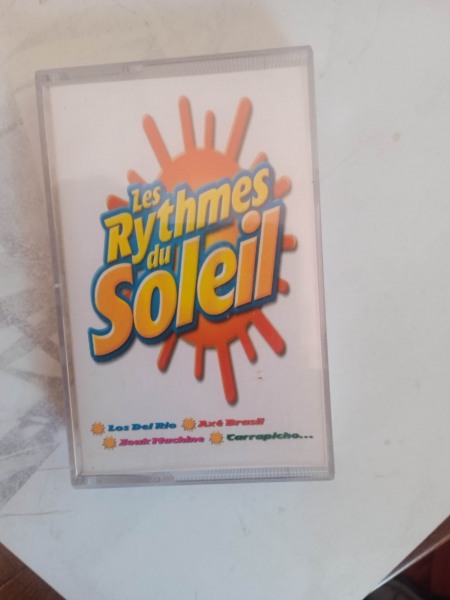 Les
Rythmes
du
Soleil
Los Del Rio Axé Brasil
Zouk Machine Carrapicho...